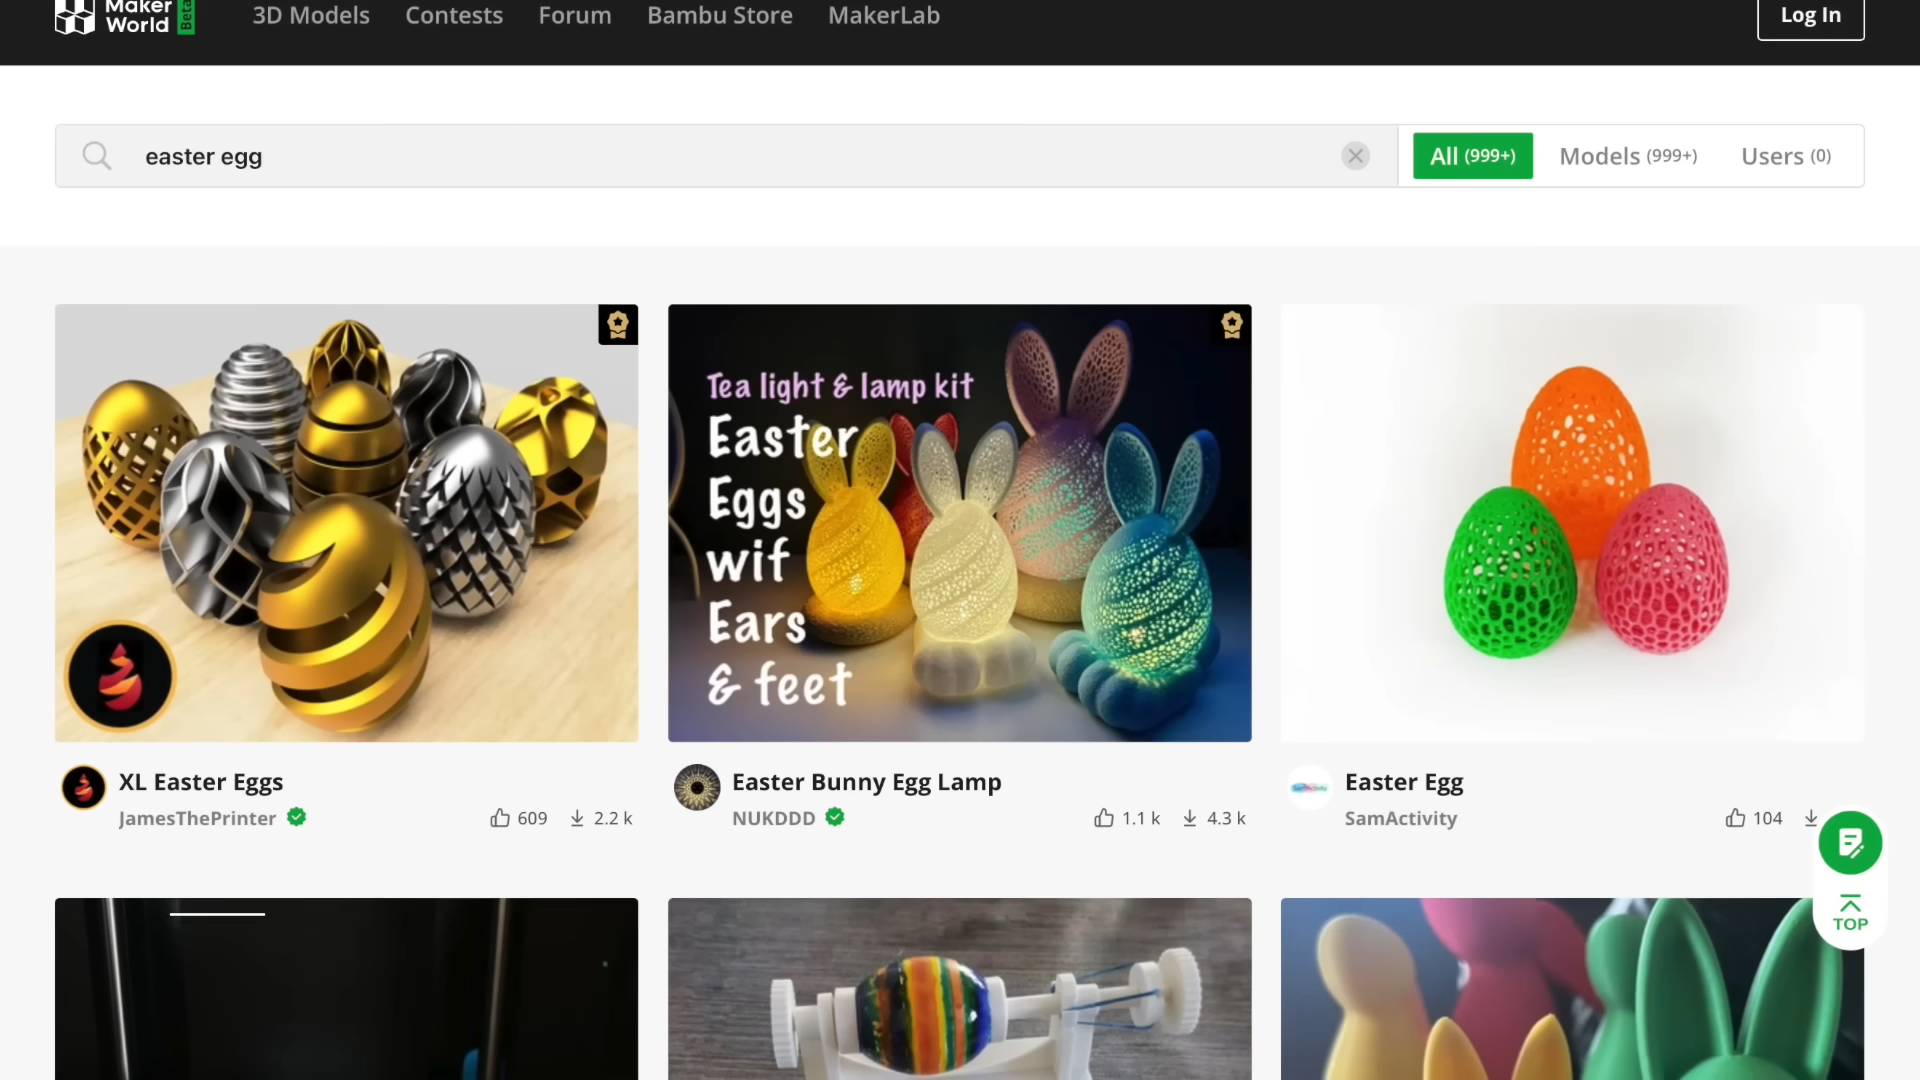 Maker
World Beta
3D Models Contests Forum Bambu Store MakerLab
Log In
easter egg
All (999+) Models (999+) Users (0)
Tea light & lamp kit
Easter
Eggs
wif
Ears
& feet
XL Easter Eggs
JamesThePrinter 609 2.2 k
Easter Bunny Egg Lamp
NUKDDD 1.1 k 4.3 k
Easter Egg
SamActivity 104
TOP